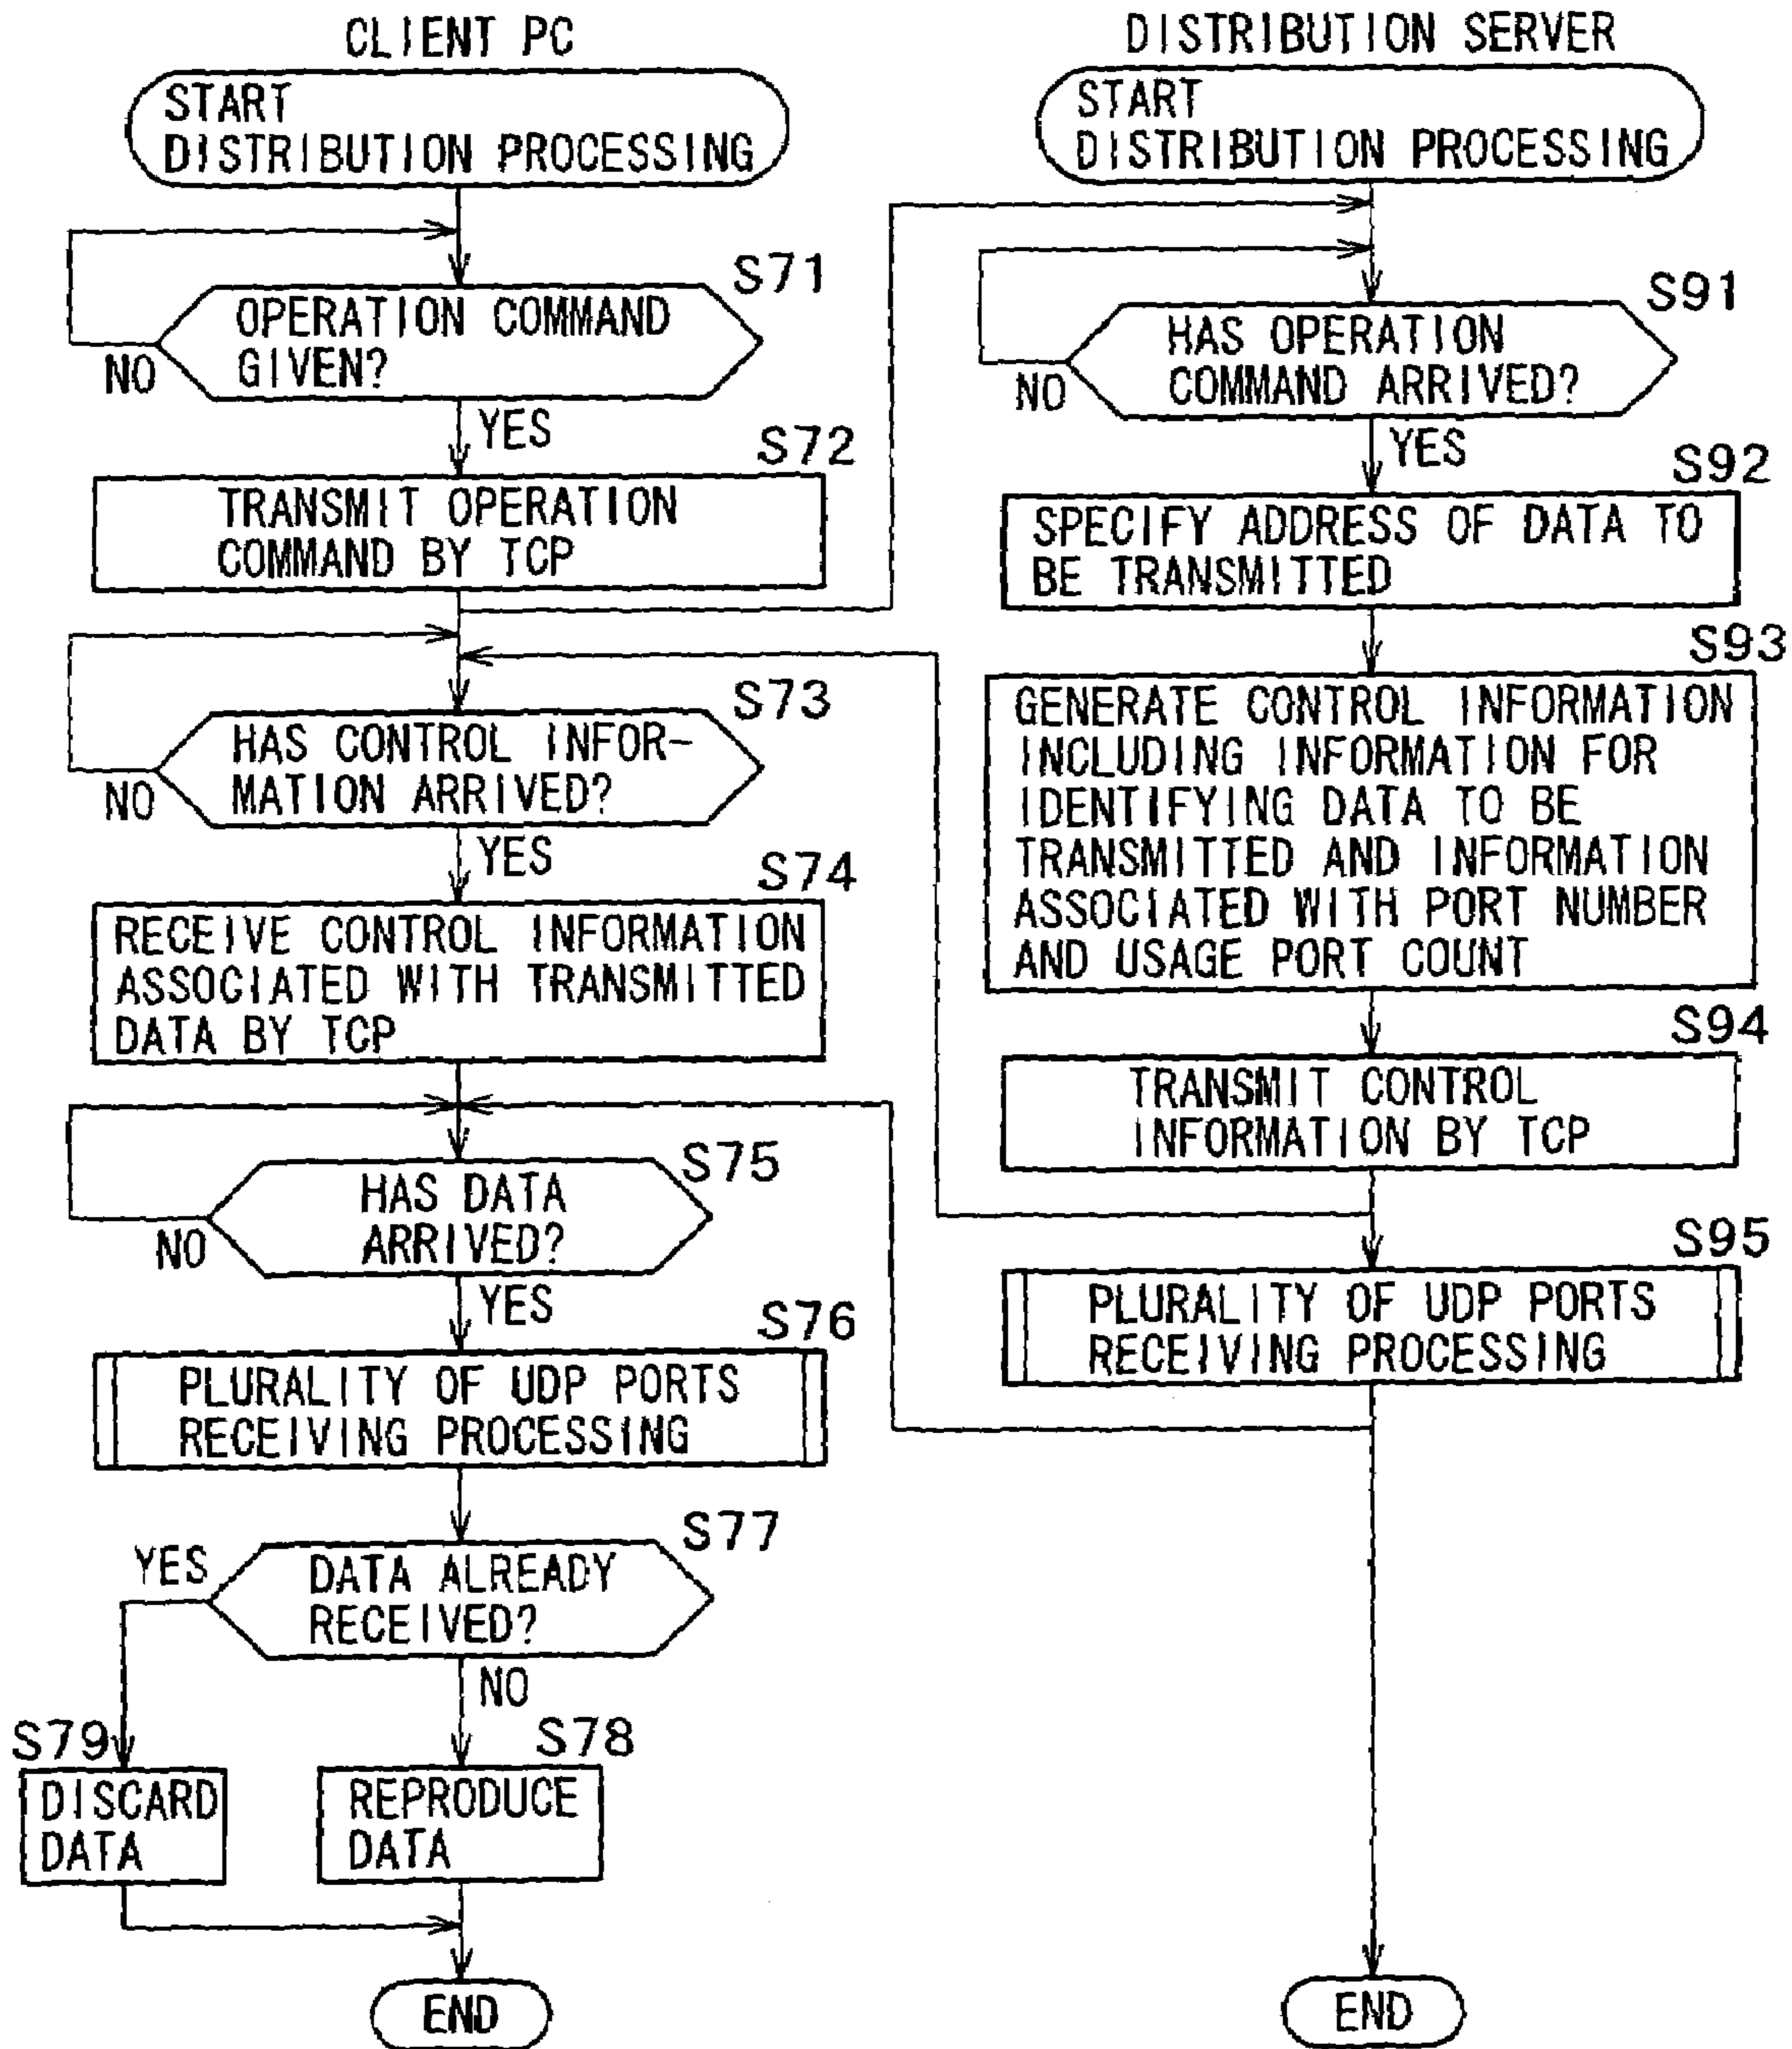 CLIENT PC
START
DISTRIBUTION PROCESSING
S71
OPERATION COMMAND
GIVEN?
NO
YES
S72
TRANSMIT OPERATION
COMMAND BY TCP
S73
HAS CONTROL INFOR-
MATION ARRIVED?
NO
YES
S74
RECEIVE CONTROL INFORMATION
ASSOCIATED WITH TRANSMITTED
DATA BY TCP
S75
HAS DATA
ARRIVED?
NO
YES
S76
PLURALITY OF UDP PORTS
RECEIVING PROCESSING
S77
YES
DATA ALREADY
RECEIVED?
NO
S79
DISCARD
DATA
S78
REPRODUCE
DATA
END
DISTRIBUTION SERVER
START
DISTRIBUTION PROCESSING
S91
HAS OPERATION
COMMAND ARRIVED?
NO
YES
S92
SPECIFY ADDRESS OF DATA TO
BE TRANSMITTED
S93
GENERATE CONTROL INFORMATION
INCLUDING INFORMATION FOR
IDENTIFYING DATA TO BE
TRANSMITTED AND INFORMATION
ASSOCIATED WITH PORT NUMBER
AND USAGE PORT COUNT
S94
TRANSMIT CONTROL
INFORMATION BY TCP
S95
PLURALITY OF UDP PORTS
RECEIVING PROCESSING
END